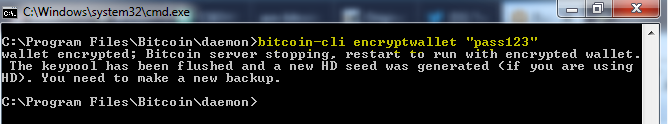 C:\Windows\system32\cmd.exe
C:\Program Files\Bitcoin\daemon>bitcoin-cli encryptwallet "pass123"
wallet encrypted; Bitcoin server stopping, restart to run with encrypted wallet.
The keypool has been flushed and a new HD seed was generated (if you are using
HD). You need to make a new backup.
C:\Program Files\Bitcoin\daemon>